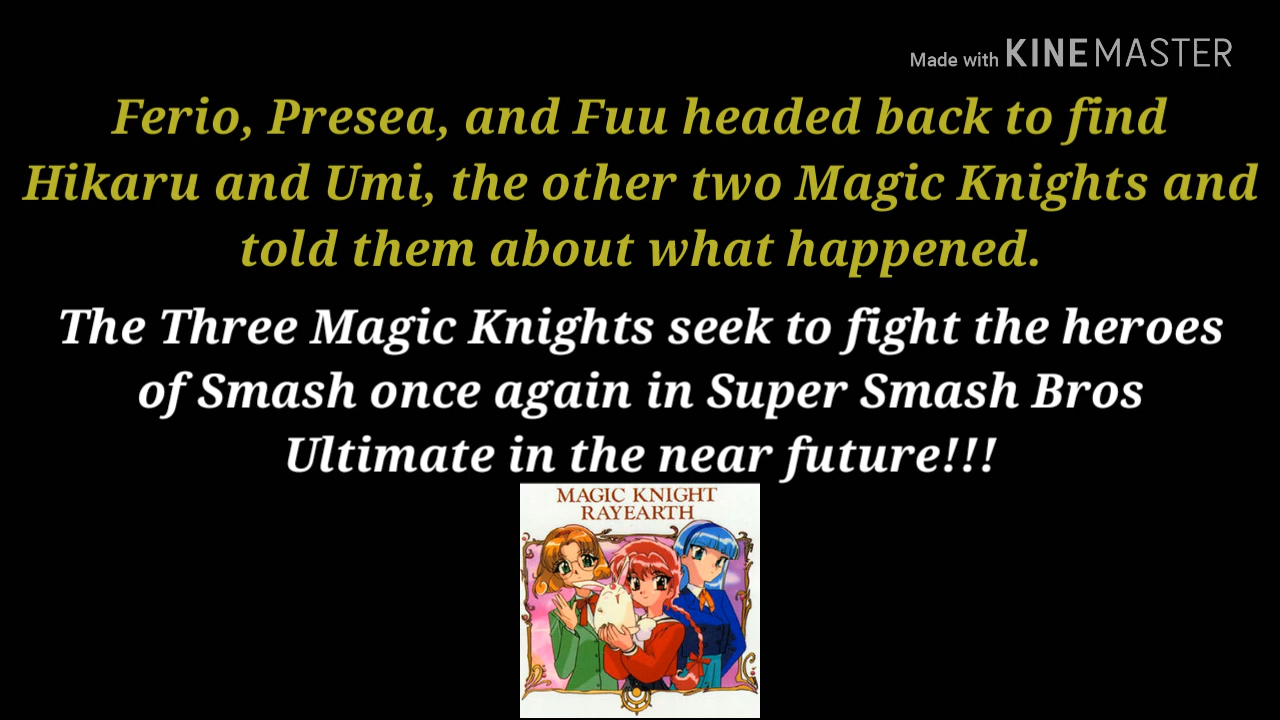 Made with KINEMASTER
Ferio, Presea, and Fuu headed back to find
Hikaru and Umi, the other two Magic Knights and
told them about what happened.
The Three Magic Knights seek to fight the heroes
of Smash once again in Super Smash Bros
Ultimate in the near future!!!
MAGIC KNIGHT
RAYEARTH